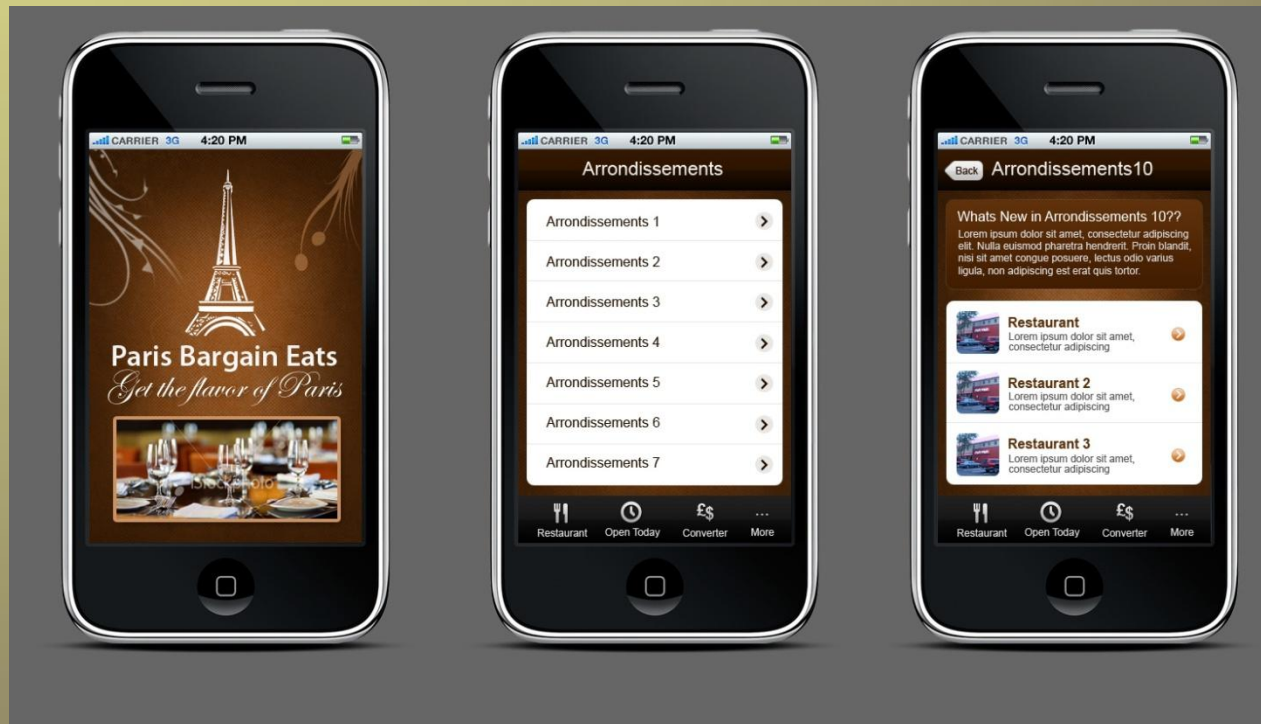 CARRIER 3G 4:20 PM
Paris Bargain Eats
Get the flavor of Paris
iStockphoto
CARRIER 3G 4:20 PM
Arrondissements
Arrondissements 1
Arrondissements 2
Arrondissements 3
Arrondissements 4
Arrondissements 5
Arrondissements 6
Arrondissements 7
£$ ...
Restaurant Open Today Converter More
CARRIER 3G 4:20 PM
Back Arrondissements10
Whats New in Arrondissements 10??
Lorem ipsum dolor sit amet, consectetur adipiscing
elit. Nulla euismod pharetra hendrerit. Proin blandit,
nisi sit amet congue posuere, lectus odio varius
ligula, non adipiscing est erat quis tortor.
Restaurant
Lorem ipsum dolor sit amet,
consectetur adipiscing
Restaurant 2
Lorem ipsum dolor sit amet,
consectetur adipiscing
Restaurant 3
Lorem ipsum dolor sit amet,
consectetur adipiscing
£$ ...
Restaurant Open Today Converter More